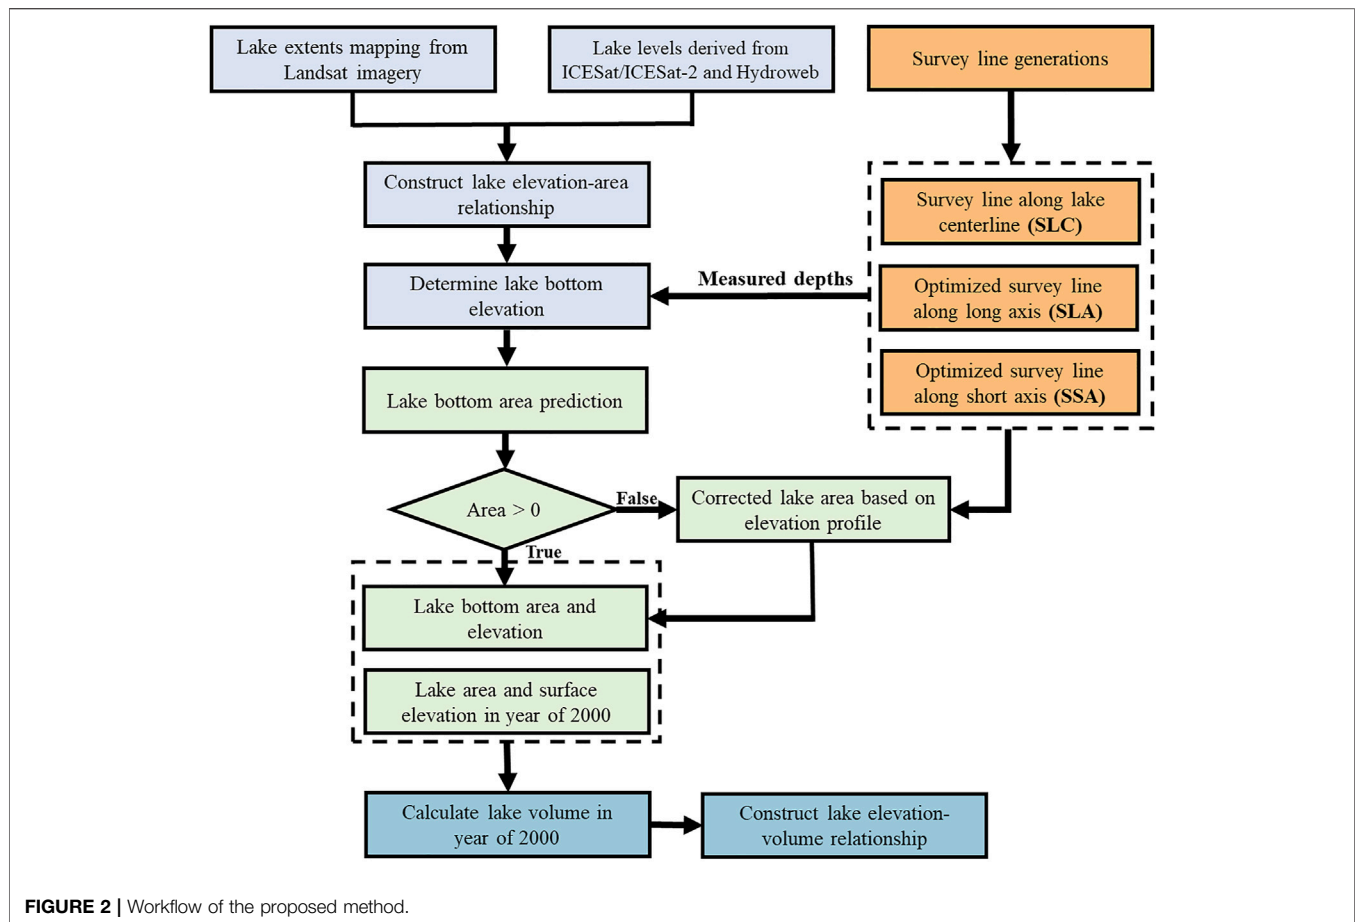 Lake extents mapping from
Landsat imagery
Lake levels derived from
ICESat/ICESat-2 and Hydroweb
Survey line generations
Construct lake elevation-area
relationship
Survey line along lake
centerline (SLC)
Determine lake bottom
elevation
Measured depths
Optimized survey line
along long axis (SLA)
Optimized survey line
along short axis (SSA)
Lake bottom area prediction
Area > 0
False
Corrected lake area based on
elevation profile
True
Lake bottom area and
elevation
Lake area and surface
elevation in year of 2000
Calculate lake volume in
year of 2000
Construct lake elevation-
volume relationship
FIGURE 2 | Workflow of the proposed method.